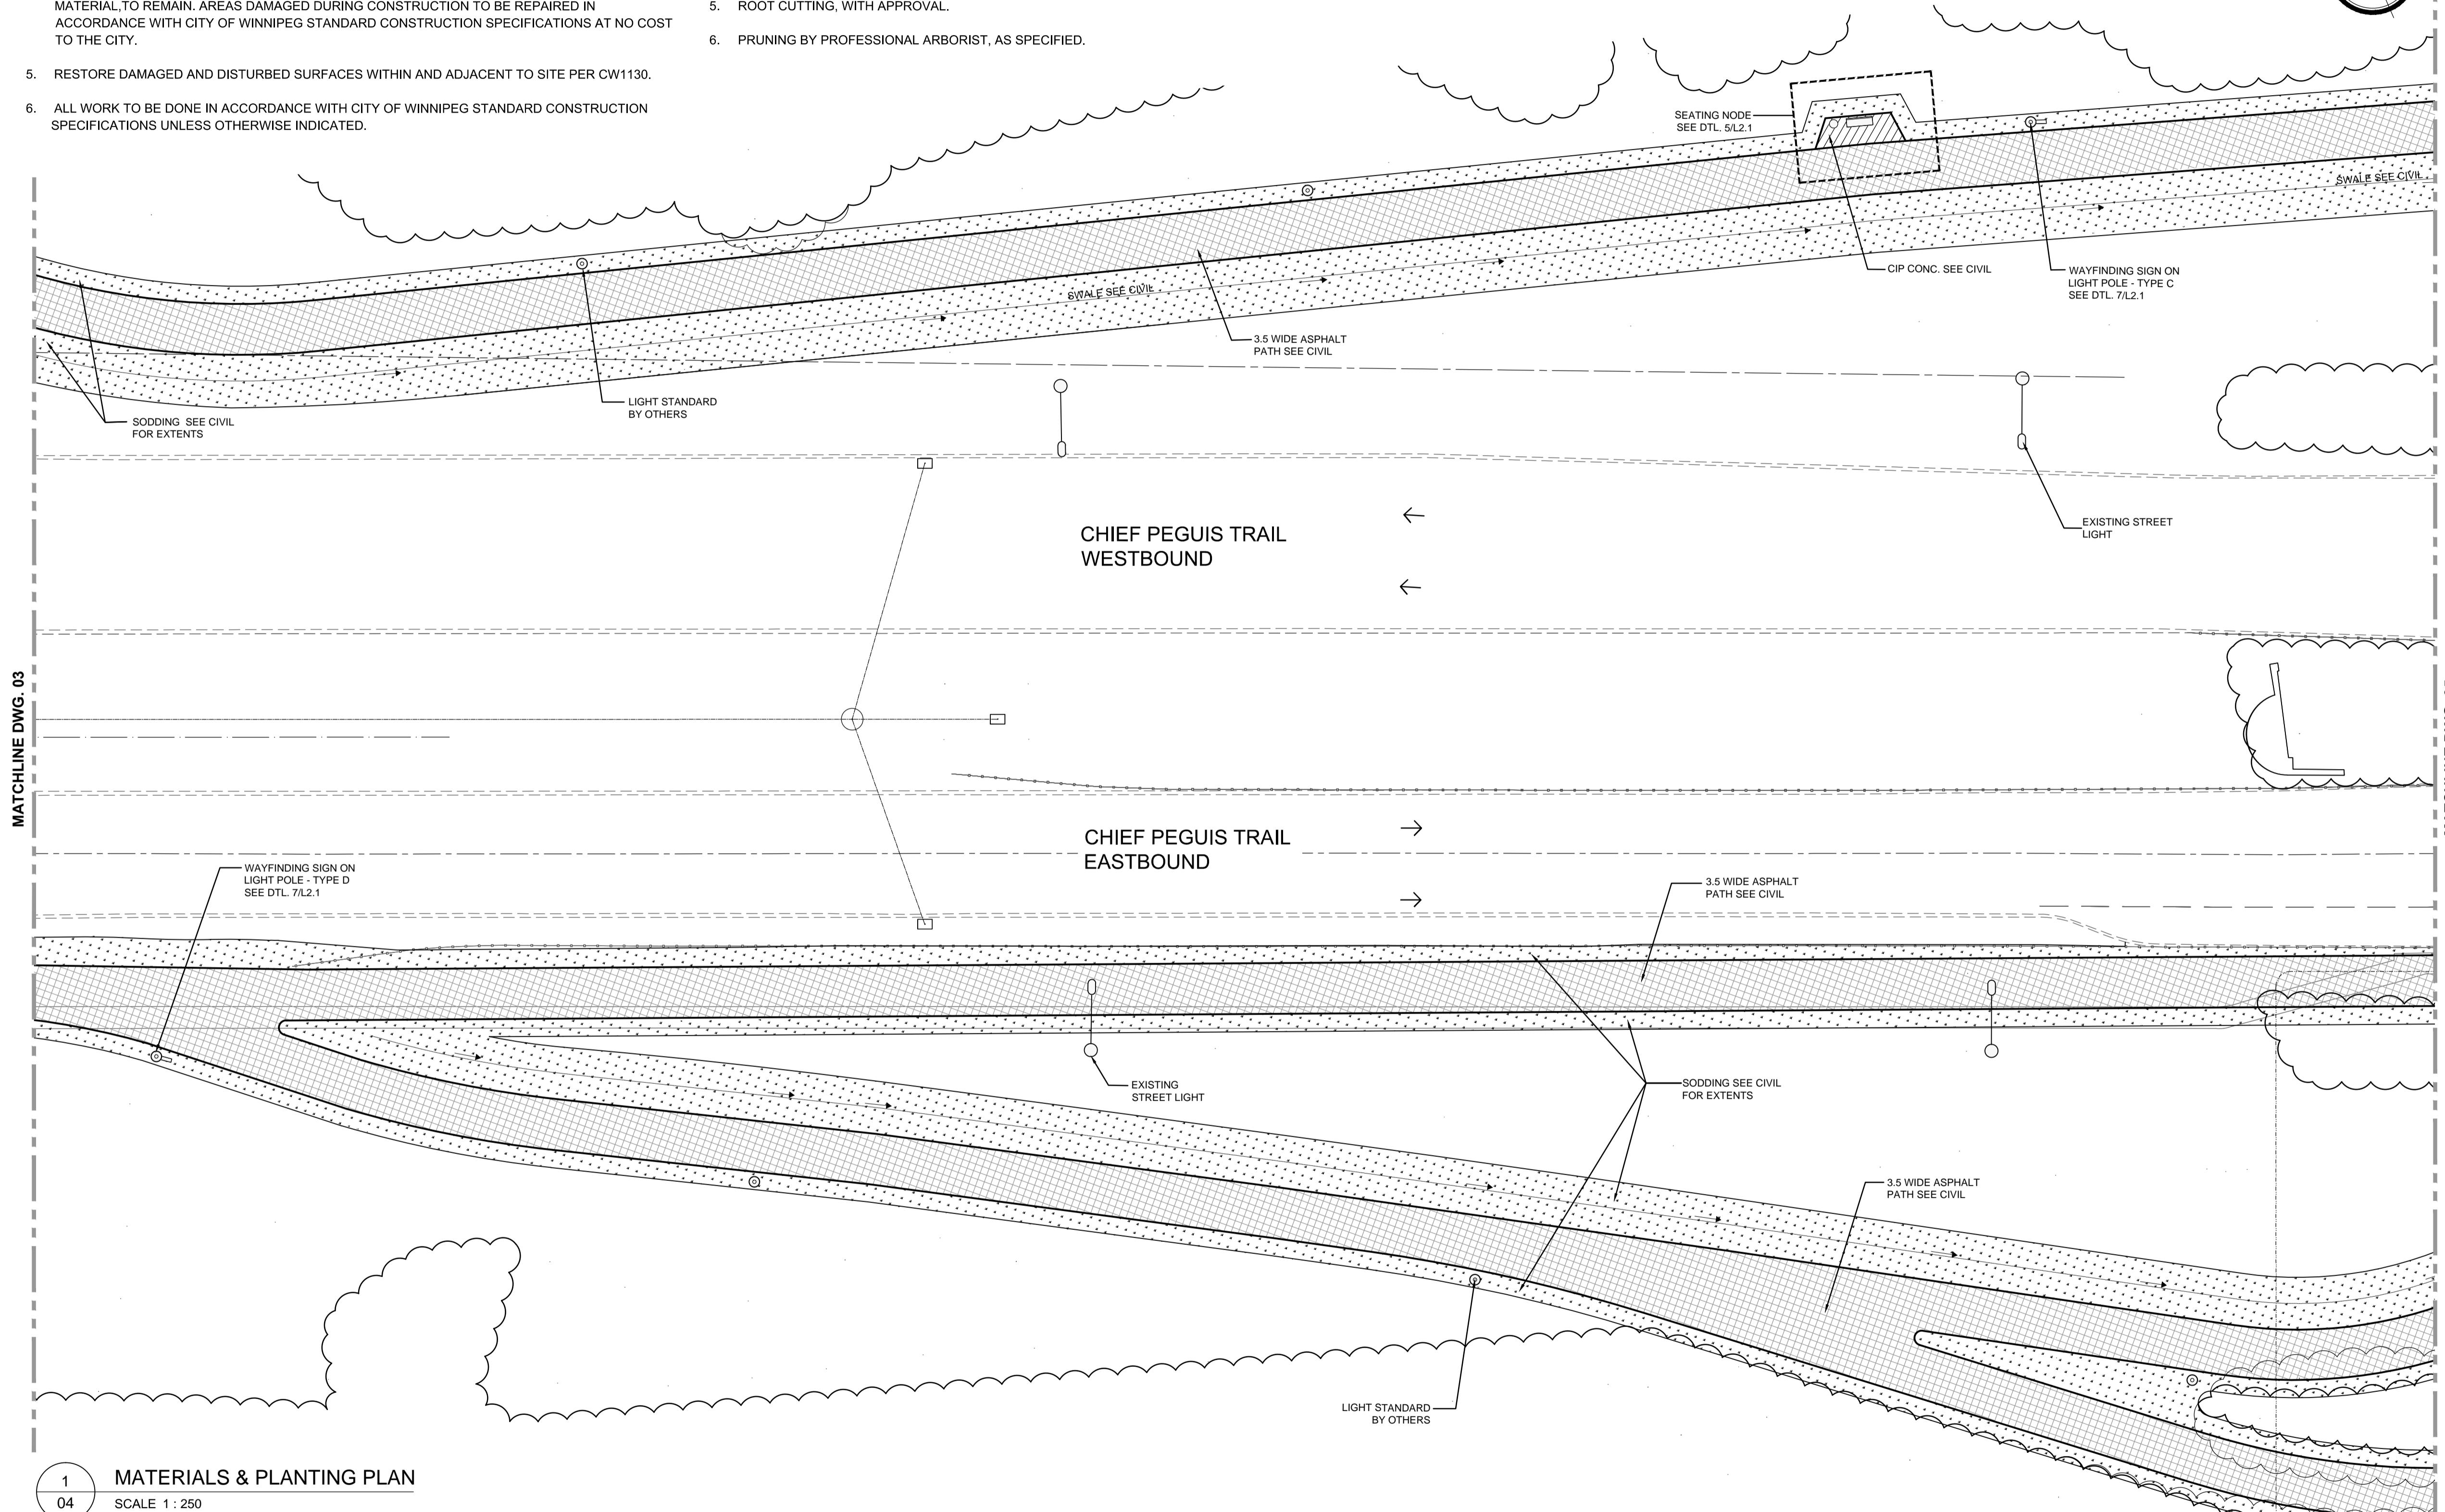 MATERIAL,TO REMAIN. AREAS DAMAGED DURING CONSTRUCTION TO BE REPAIRED IN
ACCORDANCE WITH CITY OF WINNIPEG STANDARD CONSTRUCTION SPECIFICATIONS AT NO COST
TO THE CITY.
5. RESTORE DAMAGED AND DISTURBED SURFACES WITHIN AND ADJACENT TO SITE PER CW1130.
6. ALL WORK TO BE DONE IN ACCORDANCE WITH CITY OF WINNIPEG STANDARD CONSTRUCTION
SPECIFICATIONS UNLESS OTHERWISE INDICATED.
5. ROOT CUTTING, WITH APPROVAL.
6. PRUNING BY PROFESSIONAL ARBORIST, AS SPECIFIED.
SEATING NODE
SEE DTL. 5/L2.1
SWALE SEE CIVIL
CIP CONC. SEE CIVIL
WAYFINDING SIGN ON
LIGHT POLE - TYPE C
SEE DTL. 7/L2.1
SWALE SEE CIVIL
3.5 WIDE ASPHALT
PATH SEE CIVIL
LIGHT STANDARD
BY OTHERS
SODDING SEE CIVIL
FOR EXTENTS
EXISTING STREET
LIGHT
CHIEF PEGUIS TRAIL
WESTBOUND
MATCHLINE DWG. 03
CHIEF PEGUIS TRAIL
EASTBOUND
WAYFINDING SIGN ON
LIGHT POLE - TYPE D
SEE DTL. 7/L2.1
3.5 WIDE ASPHALT
PATH SEE CIVIL
EXISTING
STREET LIGHT
SODDING SEE CIVIL
FOR EXTENTS
3.5 WIDE ASPHALT
PATH SEE CIVIL
LIGHT STANDARD
BY OTHERS
1
04
MATERIALS & PLANTING PLAN
SCALE 1 : 250